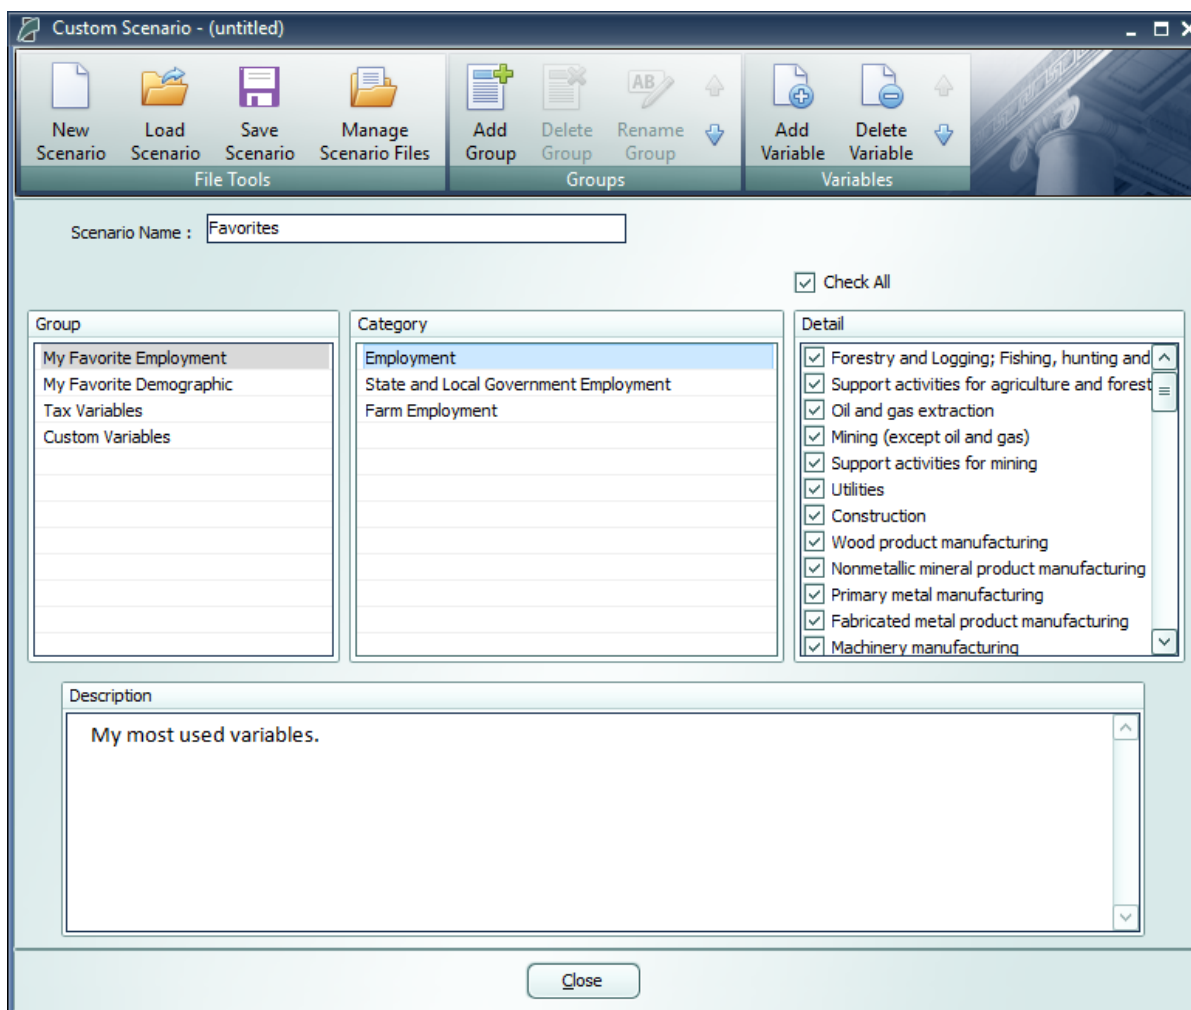 Custom Scenario - (untitled)
New Scenario
Load Scenario
Save Scenario
Manage Scenario Files
File Tools
Add Group
Delete Group
AB
Rename Group
Groups
Add Variable
Delete Variable
Variables
Scenario Name : Favorites
Check All
Group
My Favorite Employment
My Favorite Demographic
Tax Variables
Custom Variables
Category
Employment
State and Local Government Employment
Farm Employment
Detail
Forestry and Logging; Fishing, hunting and
Support activities for agriculture and forest
Oil and gas extraction
Mining (except oil and gas)
Support activities for mining
Utilities
Construction
Wood product manufacturing
Nonmetallic mineral product manufacturing
Primary metal manufacturing
Fabricated metal product manufacturing
Machinery manufacturing
Description
My most used variables.
Close